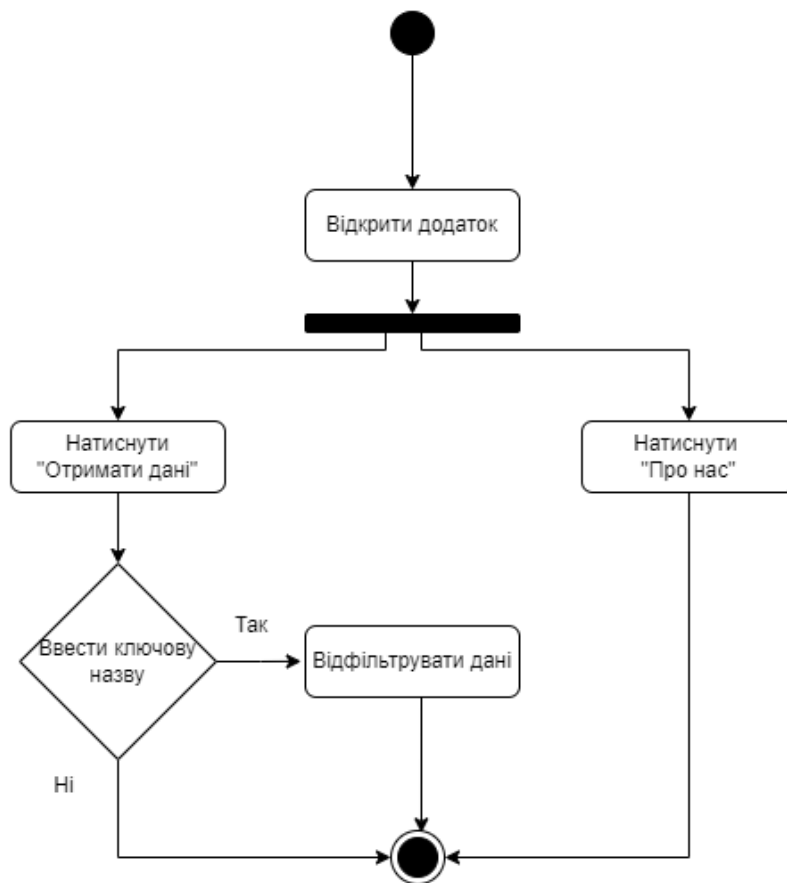 Відкрити додаток
Натиснути
"Отримати дані"
Натиснути
"Про нас"
Ввести ключову
назву
Так
Відфільтрувати дані
Ні